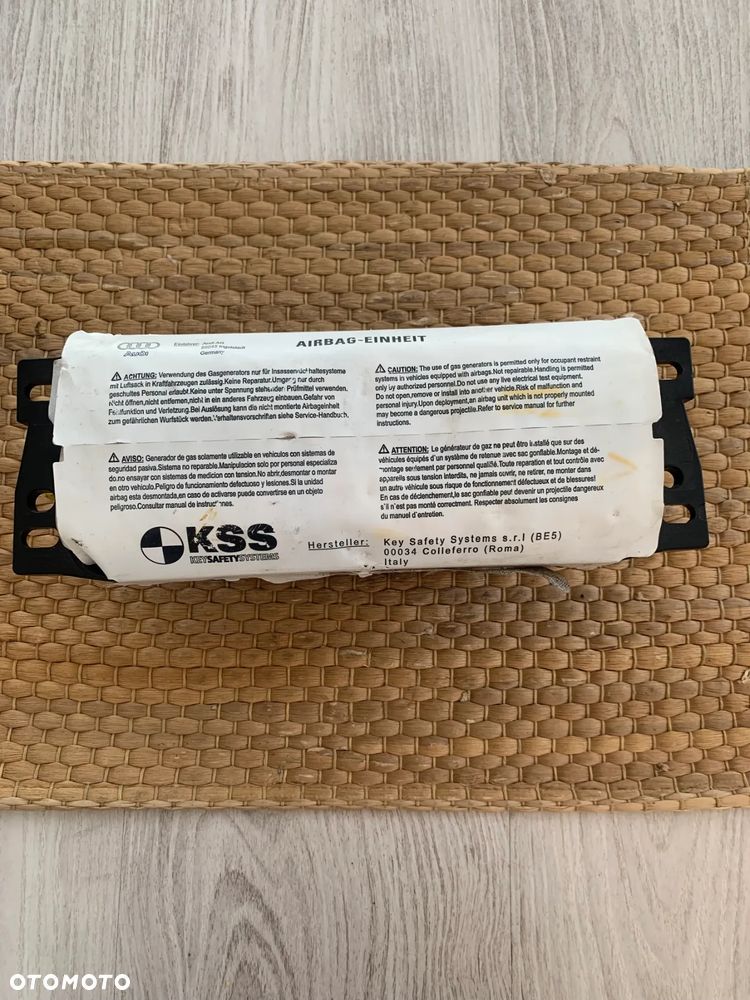 Audi
Einführer: Audi AG
85045 Ingolstadt
Germany
AIRBAG-EINHEIT
ACHTUNG: Verwendung des Gasgenerators nur für Insassenrückhaltesysteme
mit Luftsack in Kraftfahrzeugen zulässig.Keine Reparatur.Umgang nur durch
geschultes Personal erlaubt.Keine unter Spannung stehenden Prüfmittel verwenden.
Nicht öffnen,nicht entfernen,nicht in ein anderes Fahrzeug einbauen.Gefahr von
Fehlfunktion und Verletzung.Bei Auslösung kann die nicht montierte Airbageinheit
zum gefährlichen Wurfstück werden.Verhaltensvorschriften siehe Service-Handbuch.
CAUTION: The use of gas generators is permitted only for occupant restraint
systems in vehicles equipped with airbags.Not repairable.Handling is permitted
only by authorized personnel.Do not use any live electrical test equipment.
Do not open,remove or install into another vehicle.Risk of malfunction and
personal injury.Upon deployment,an airbag unit which is not properly mounted
may become a dangerous projectile.Refer to service manual for further
instructions.
AVISO: Generador de gas solamente utilizable en vehículos con sistemas de
seguridad pasiva.Sistema no reparable.Manipulacion solo por personal especializa
do.no ensayar con sistemas de medicion con tension.No abrir,desmontar o montar
en otro vehículo.Peligro de funcionamiento defectuoso y lesiones.Si la unidad
airbag esta desmontada,en caso de activarse puede convertirse en un objeto
peligroso.Consultar manual de instrucciones.
ATTENTION: Le générateur de gaz ne peut être installé que sur des
véhicules équipés d'un système de retenue avec sac gonflable.Montage et dé-
montage seulement par personnel qualifié. Toute reparation et tout contrôle avec
appareils sous tension interdits, ne jamais ouvrir, ne retirer, ne monter dans
un autre véhicule sous risque de fonctionnement défectueux et de blessures!
En cas de déclenchement,le sac gonflable peut devenir un projectile dangereux
s'il n'est pas monté correctement. Respecter absolument les consignes
du manual d'entretien.
KSS
KEYSAFETYSYSTEMS
Hersteller: Key Safety Systems s.r.l (BE5)
00034 Colleferro (Roma)
Italy
OTOMOTO